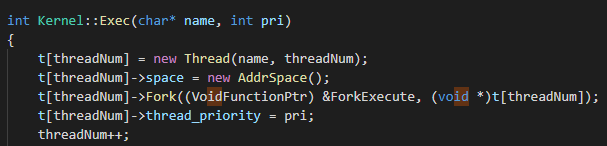 int Kernel::Exec(char* name, int pri)
{
    t[threadNum] = new Thread(name, threadNum);
    t[threadNum]->space = new AddrSpace();
    t[threadNum]->Fork((VoidFunctionPtr) &ForkExecute, (void *)t[threadNum]);
    t[threadNum]->thread_priority = pri;
    threadNum++;